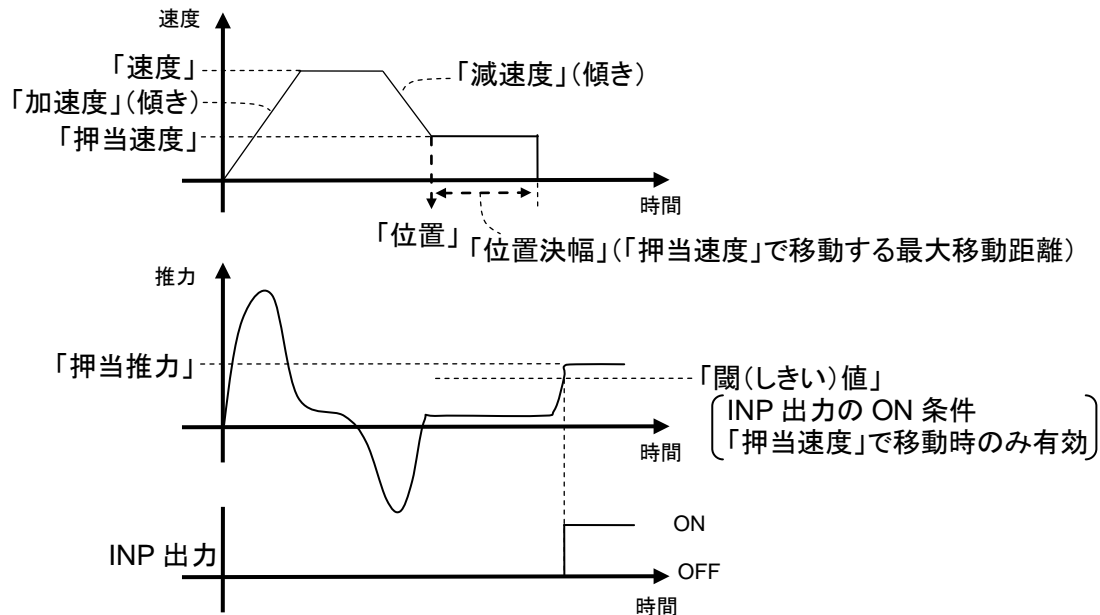 速度
「速度」
「減速度」(傾き)
「加速度」(傾き)
「押当速度」
時間
「位置」
「位置決幅」(「押当速度」で移動する最大移動距離)
推力
「押当推力」
「閾(しきい)値」
INP 出力の ON 条件
「押当速度」で移動時のみ有効
時間
ON
INP 出力
OFF
時間